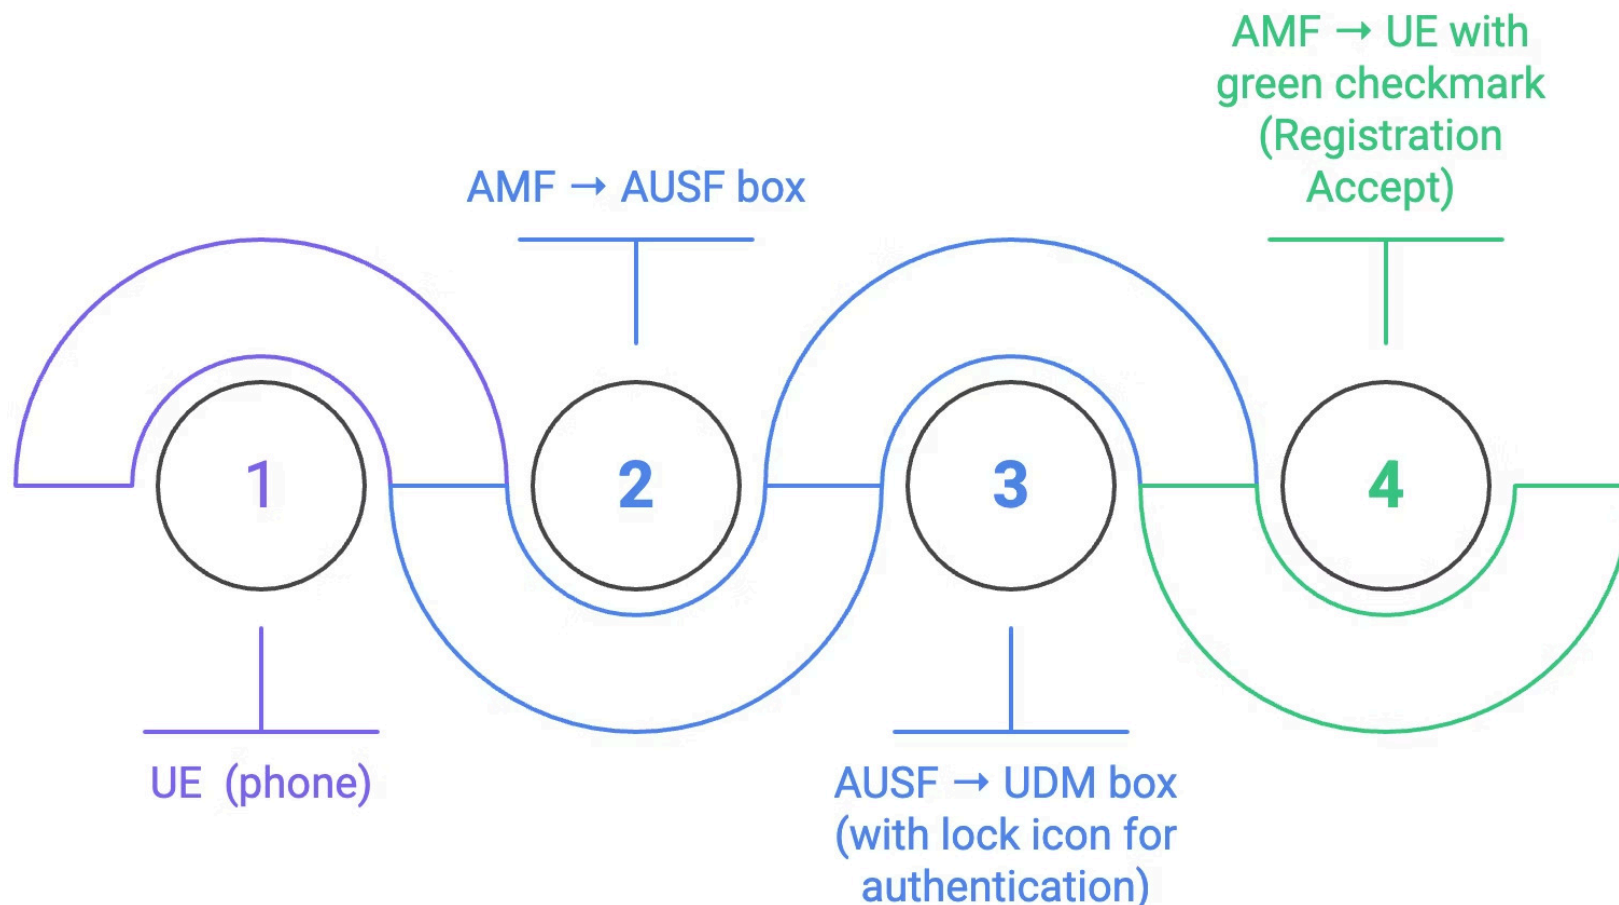 1
UE (phone)
AMF → AUSF box
2
3
AUSF → UDM box
(with lock icon for
authentication)
AMF → UE with
green checkmark
(Registration
Accept)
4